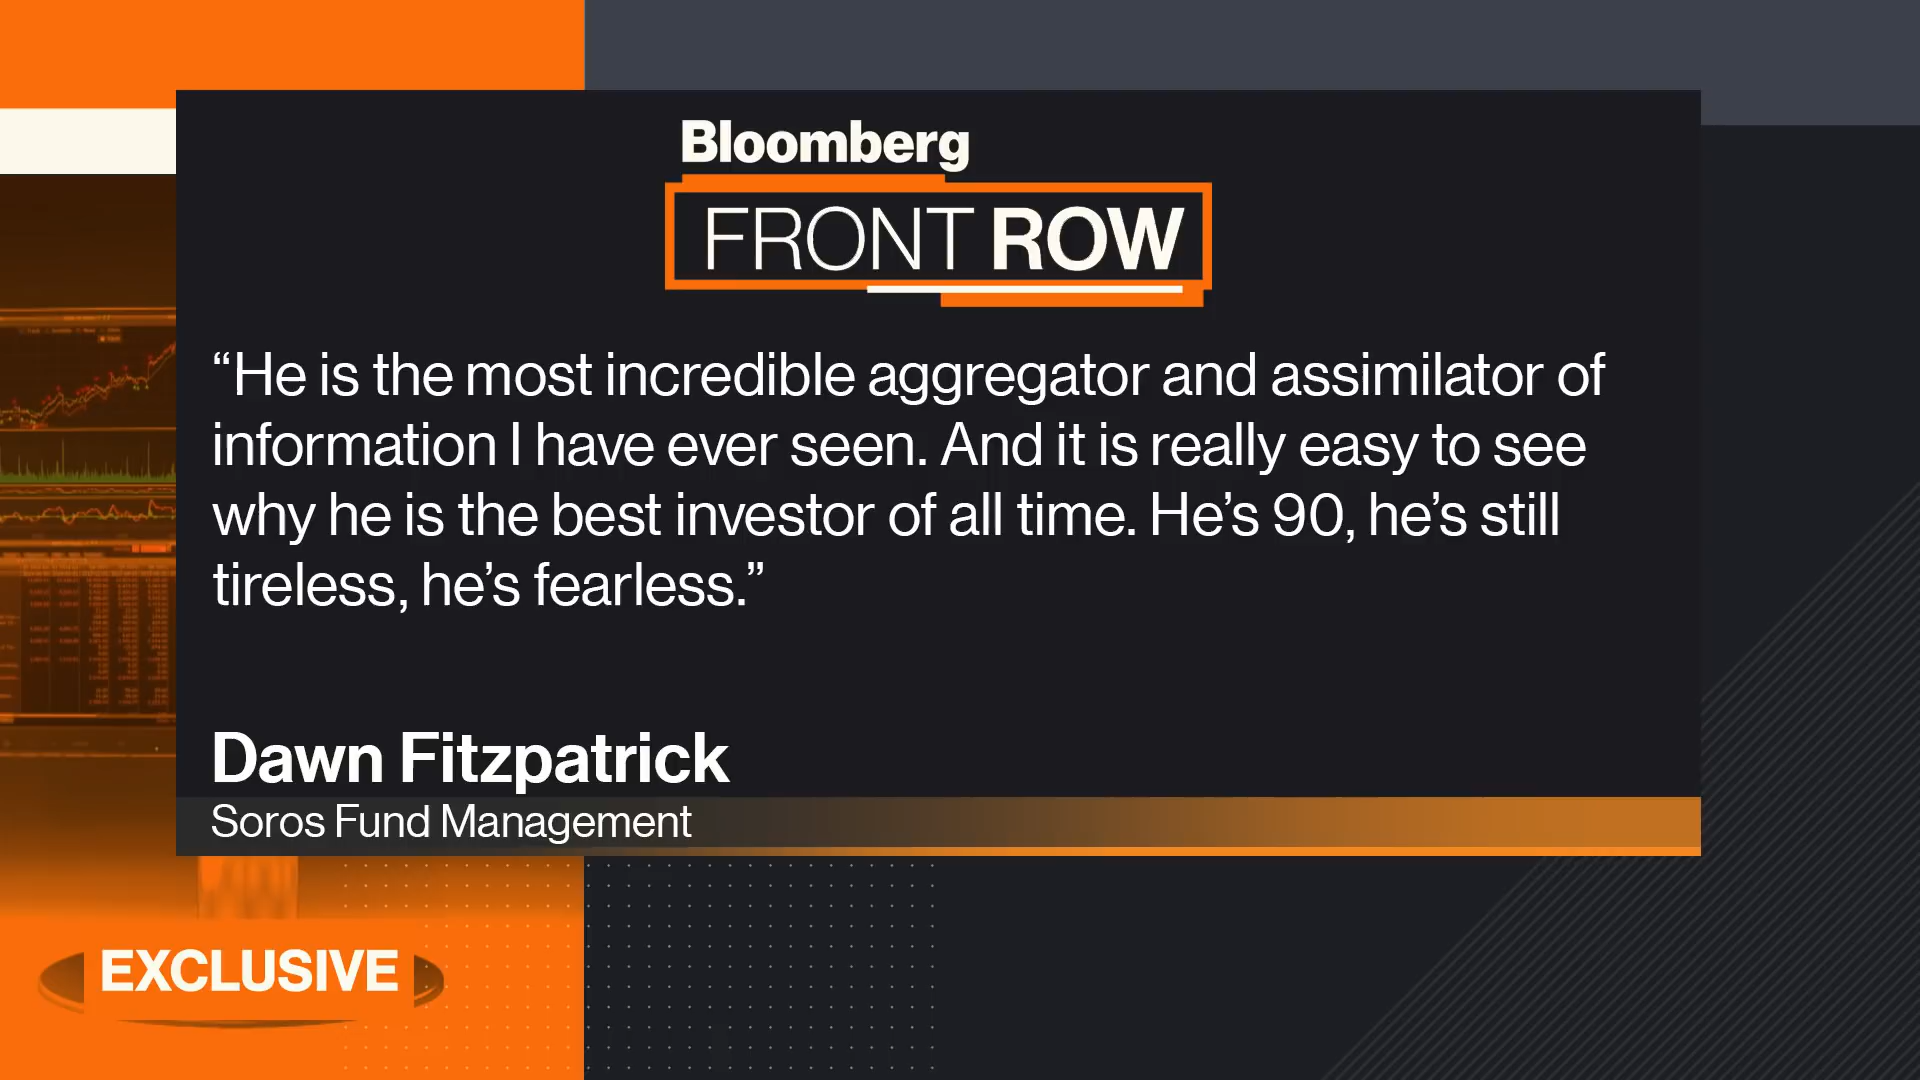 Bloomberg
FRONT ROW
“He is the most incredible aggregator and assimilator of
information I have ever seen. And it is really easy to see
why he is the best investor of all time. He’s 90, he’s still
tireless, he’s fearless.”
Dawn Fitzpatrick
Soros Fund Management
EXCLUSIVE